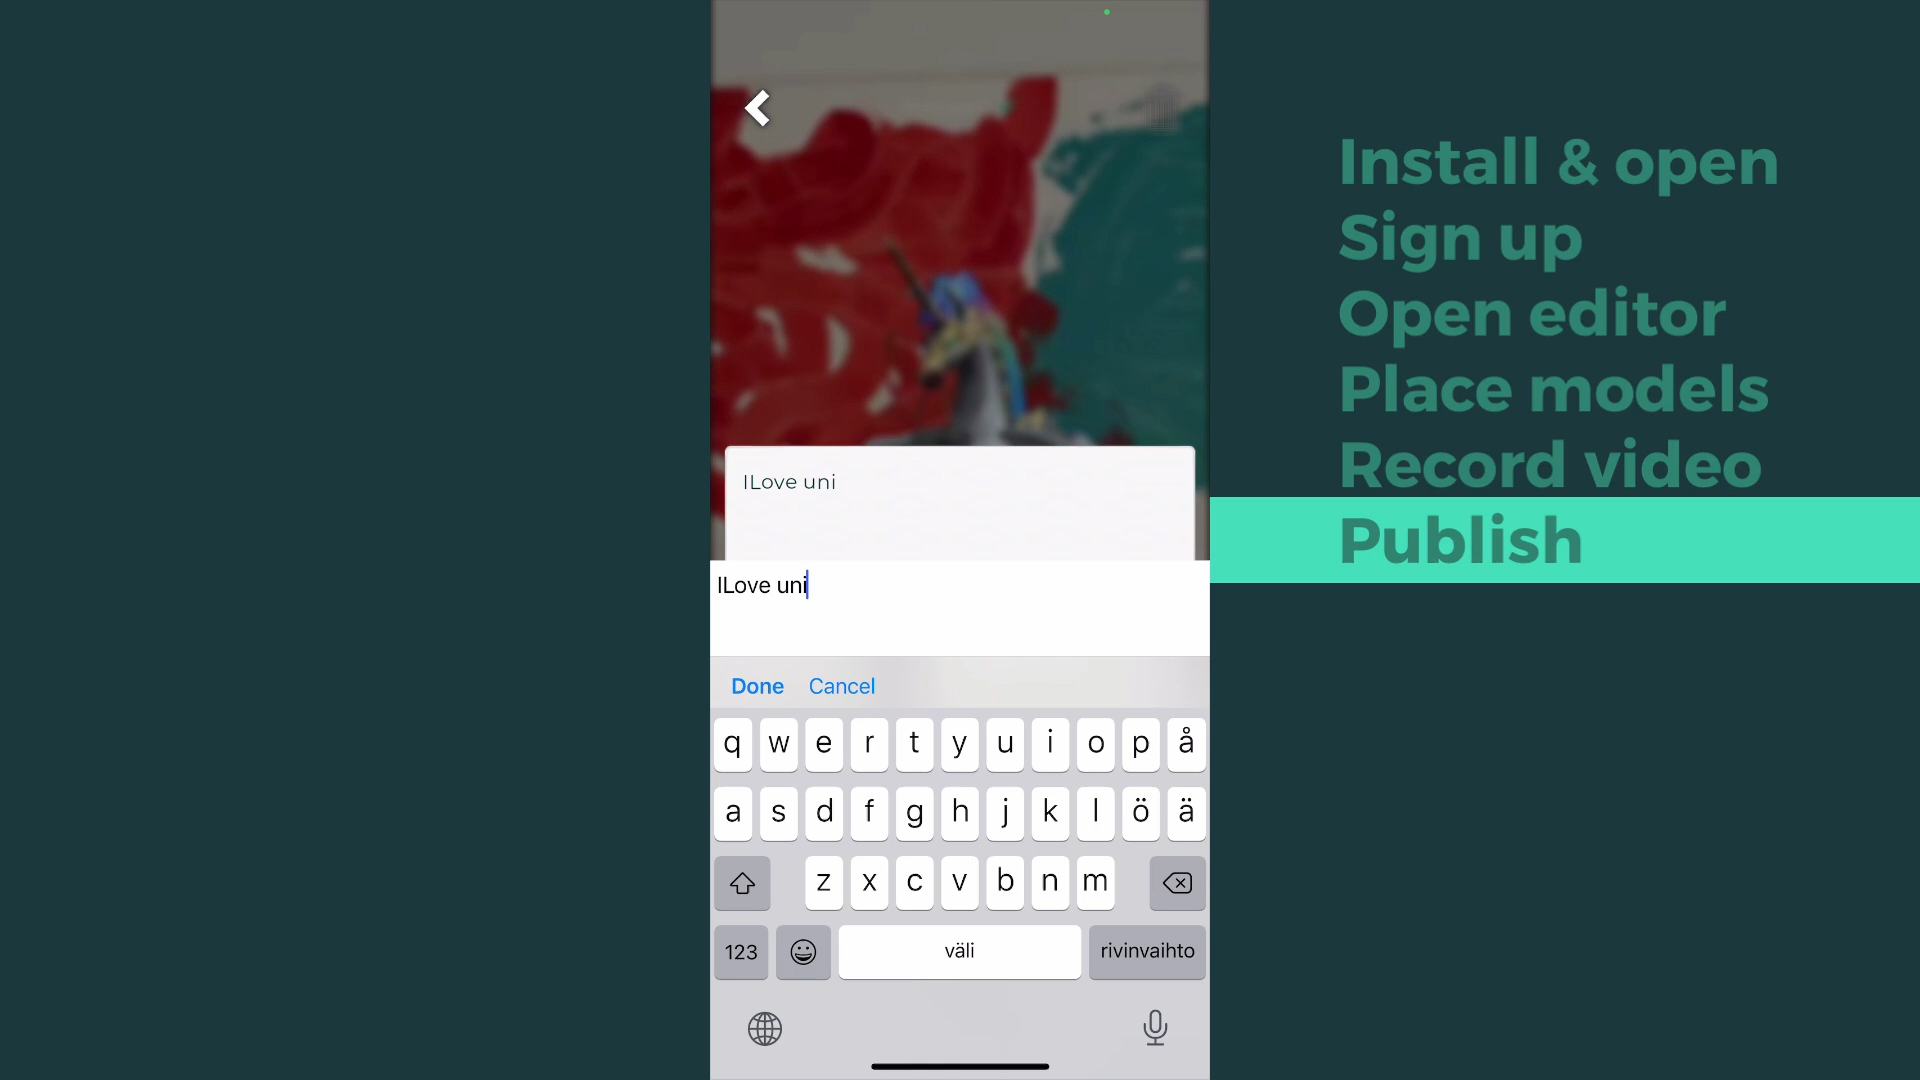 Install & open
Sign up
Open editor
Place models
Record video
Publish
ILove uni
ILove uni
Done Cancel
q w e r t y u i o p å
a s d f g h j k l ö ä
z x c v b n m
123 väli rivinvaihto